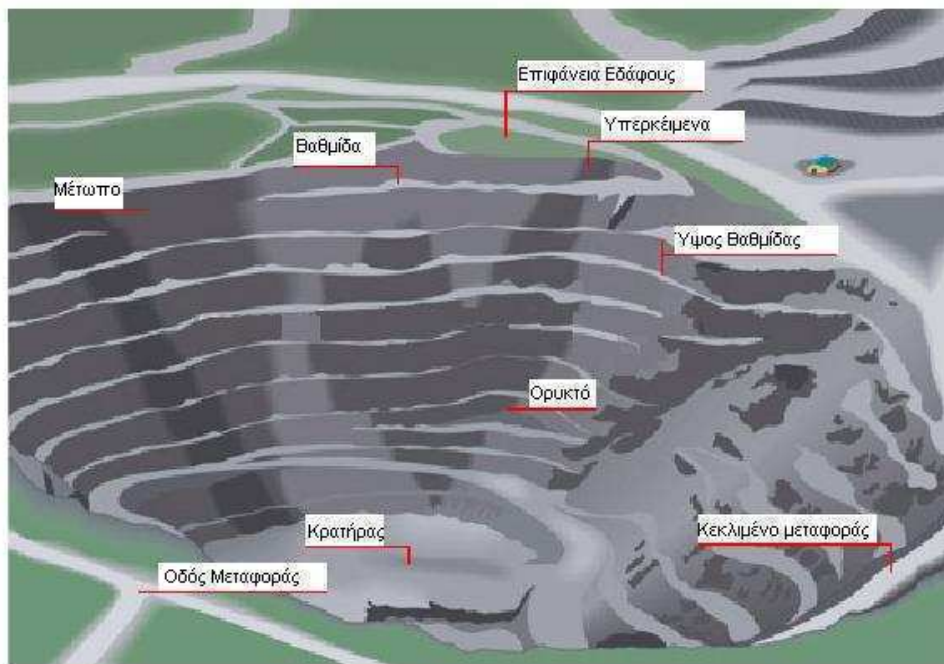 Επιφάνεια Εδάφους
Υπερκείμενα
Βαθμίδα
Μέτωπο
Ύψος Βαθμίδας
Ορυκτό
Κρατήρας
Κεκλιμένο μεταφοράς
Οδός Μεταφοράς